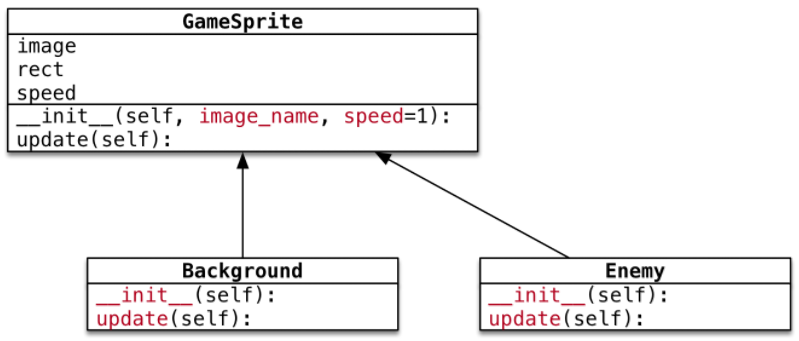 GameSprite
image
rect
speed
__init__(self, image_name, speed=1):
update(self):
Background
__init__(self):
update(self):
Enemy
__init__(self):
update(self):